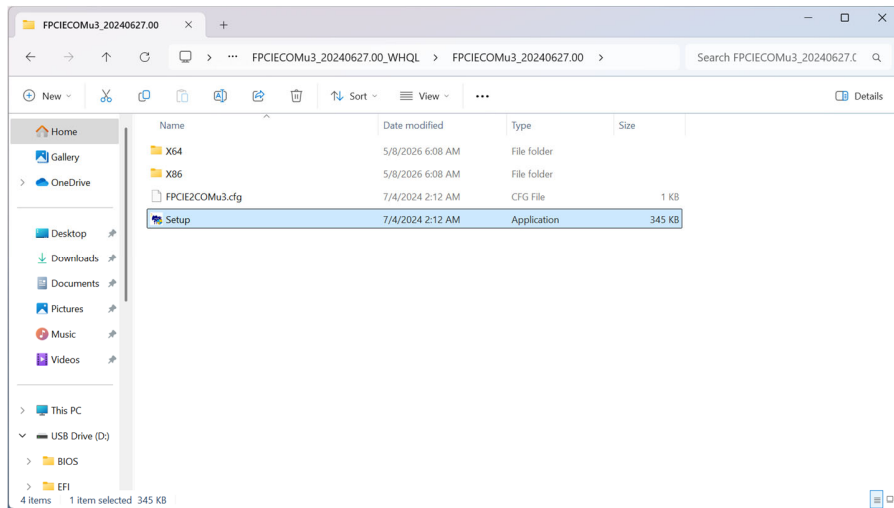 FPCIECOMu3_20240627.00
FPCIECOMu3_20240627.00_WHQL > FPCIECOMu3_20240627.00 >
Search FPCIECOMu3_20240627.0
New
Sort
View
Details
Name Date modified Type Size
X64 5/8/2026 6:08 AM File folder
X86 5/8/2026 6:08 AM File folder
FPCIE2COMu3.cfg 7/4/2024 2:12 AM CFG File 1 KB
Setup 7/4/2024 2:12 AM Application 345 KB
Home
Gallery
OneDrive
Desktop
Downloads
Documents
Pictures
Music
Videos
This PC
USB Drive (D:)
BIOS
EFI
4 items 1 item selected 345 KB